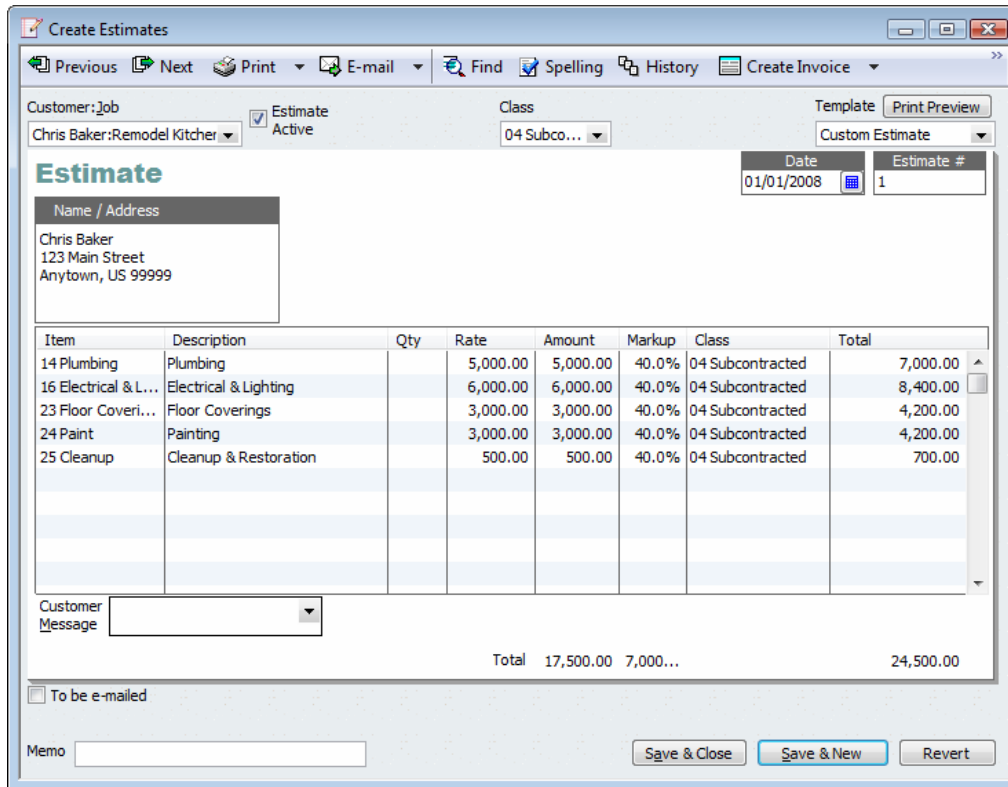 Create Estimates
Previous Next Print E-mail Find Spelling History Create Invoice »
Customer:Job Estimate Active Class Template Print Preview
Chris Baker:Remodel Kitcher 04 Subco... Custom Estimate
Estimate Date Estimate #
01/01/2008 1
Name / Address
Chris Baker
123 Main Street
Anytown, US 99999
Item Description Qty Rate Amount Markup Class Total
14 Plumbing Plumbing 5,000.00 5,000.00 40.0% 04 Subcontracted 7,000.00
16 Electrical & L... Electrical & Lighting 6,000.00 6,000.00 40.0% 04 Subcontracted 8,400.00
23 Floor Coveri... Floor Coverings 3,000.00 3,000.00 40.0% 04 Subcontracted 4,200.00
24 Paint Painting 3,000.00 3,000.00 40.0% 04 Subcontracted 4,200.00
25 Cleanup Cleanup & Restoration 500.00 500.00 40.0% 04 Subcontracted 700.00
Customer Message
Total 17,500.00 7,000... 24,500.00
To be e-mailed
Memo Save & Close Save & New Revert